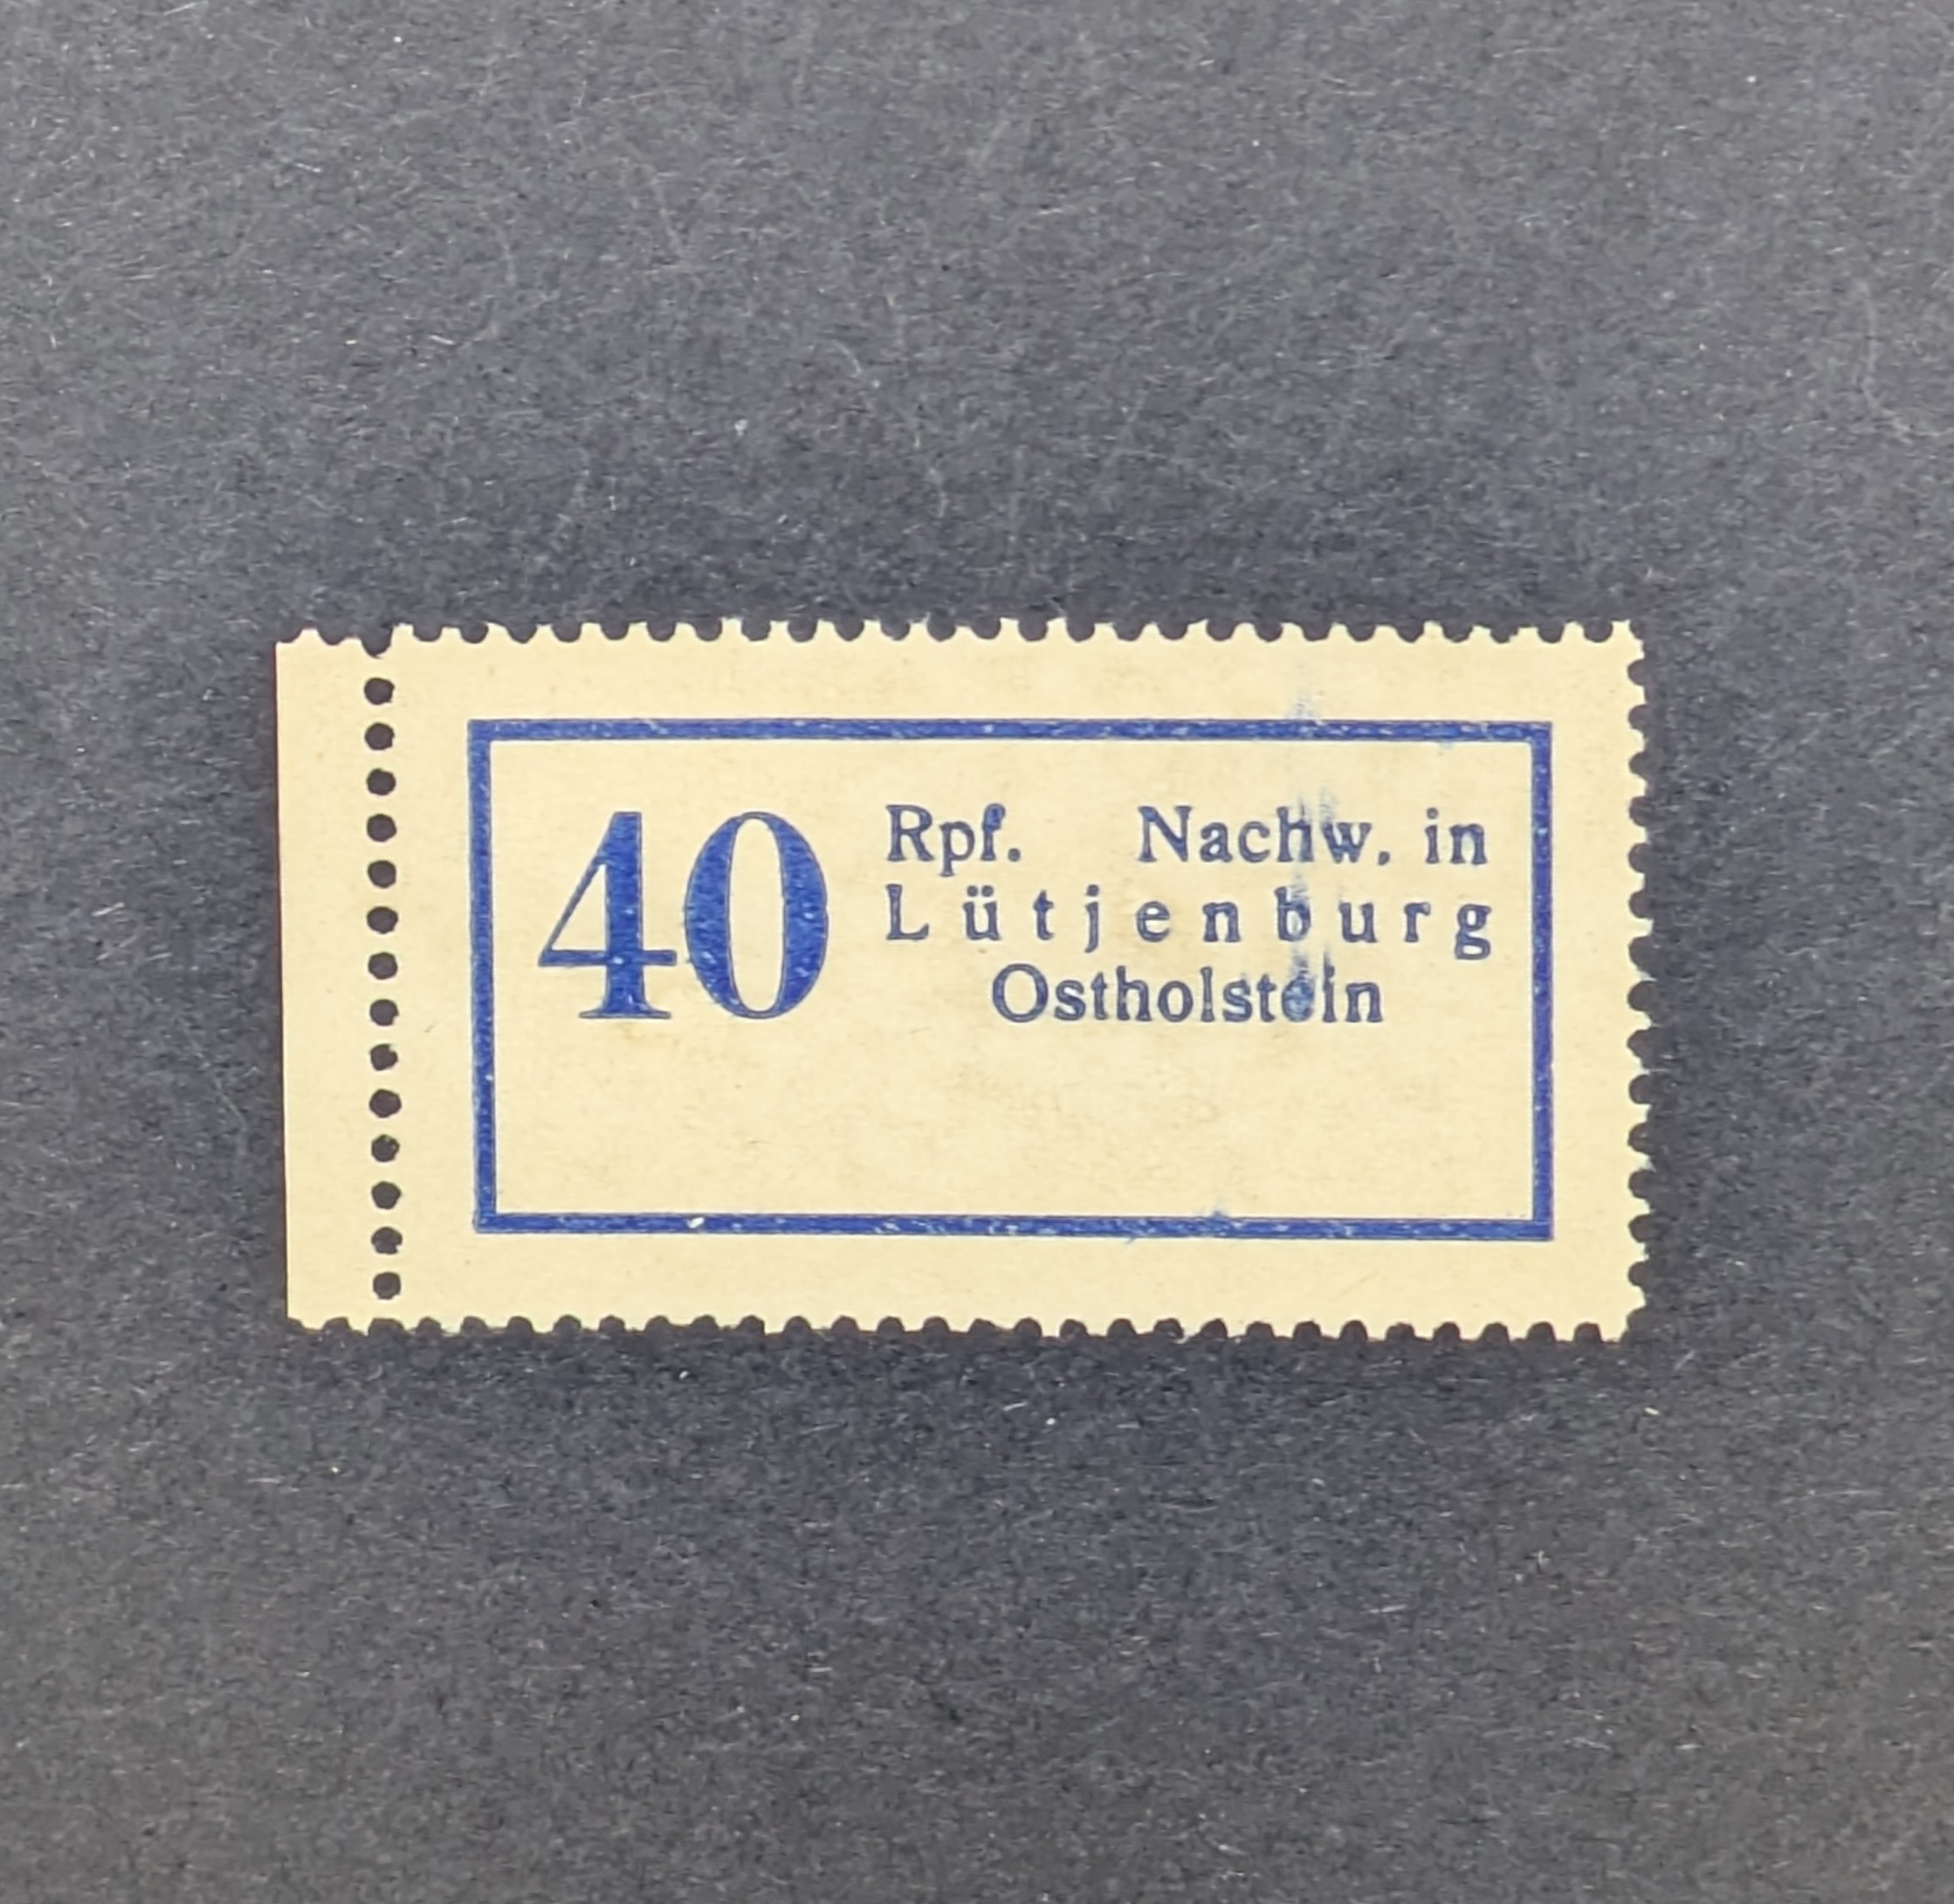 40 Rpf. Nachw. in
Lütjenburg
Ostholstein